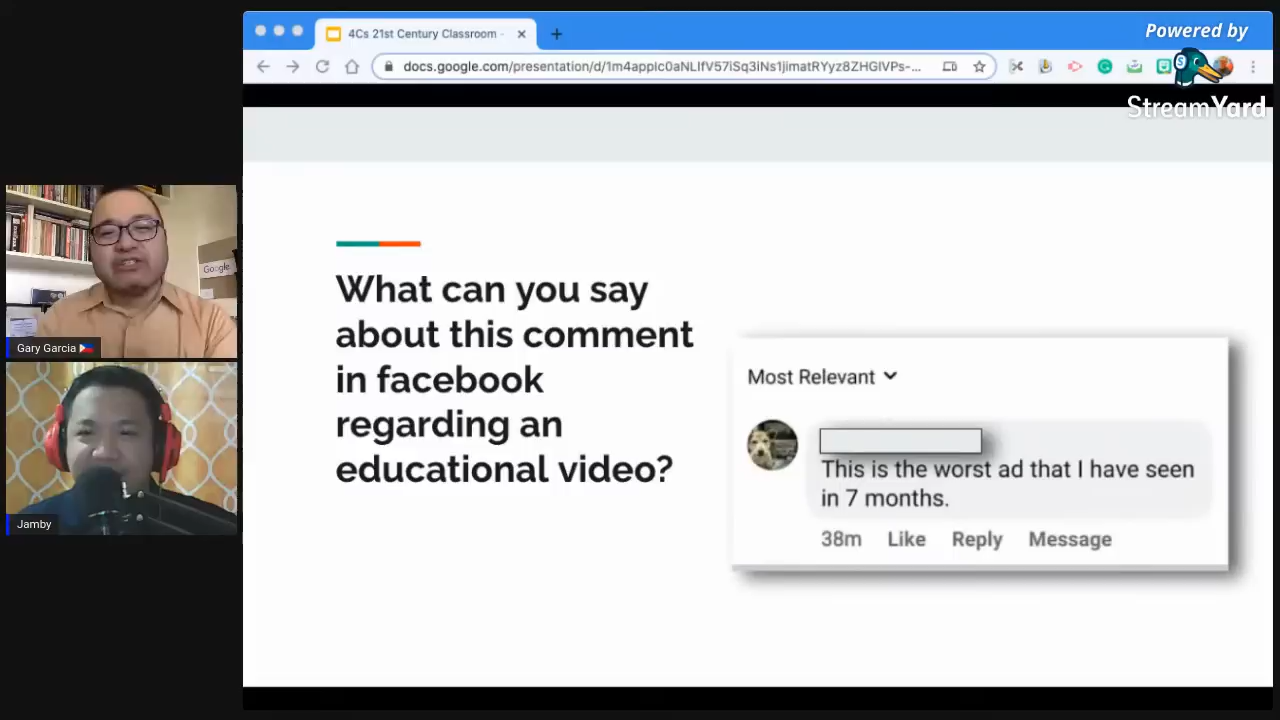 4Cs 21st Century Classroom -
Powered by
StreamYard
docs.google.com/presentation/d/1m4appIc0aNLIfV57iSq3iNs1jimatRYyz8ZHGIVPs-...
Google
Gary Garcia
Jamby
What can you say
about this comment
in facebook
regarding an
educational video?
Most Relevant
This is the worst ad that I have seen
in 7 months.
38m Like Reply Message